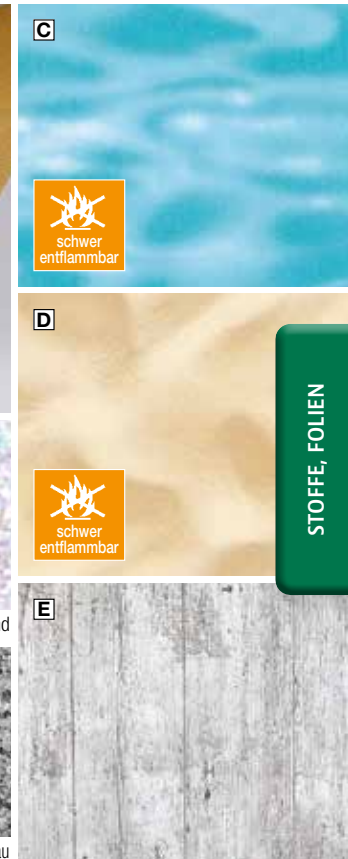 C
schwer
entflammbar
D
schwer
entflammbar
STOFFE, FOLIEN
E